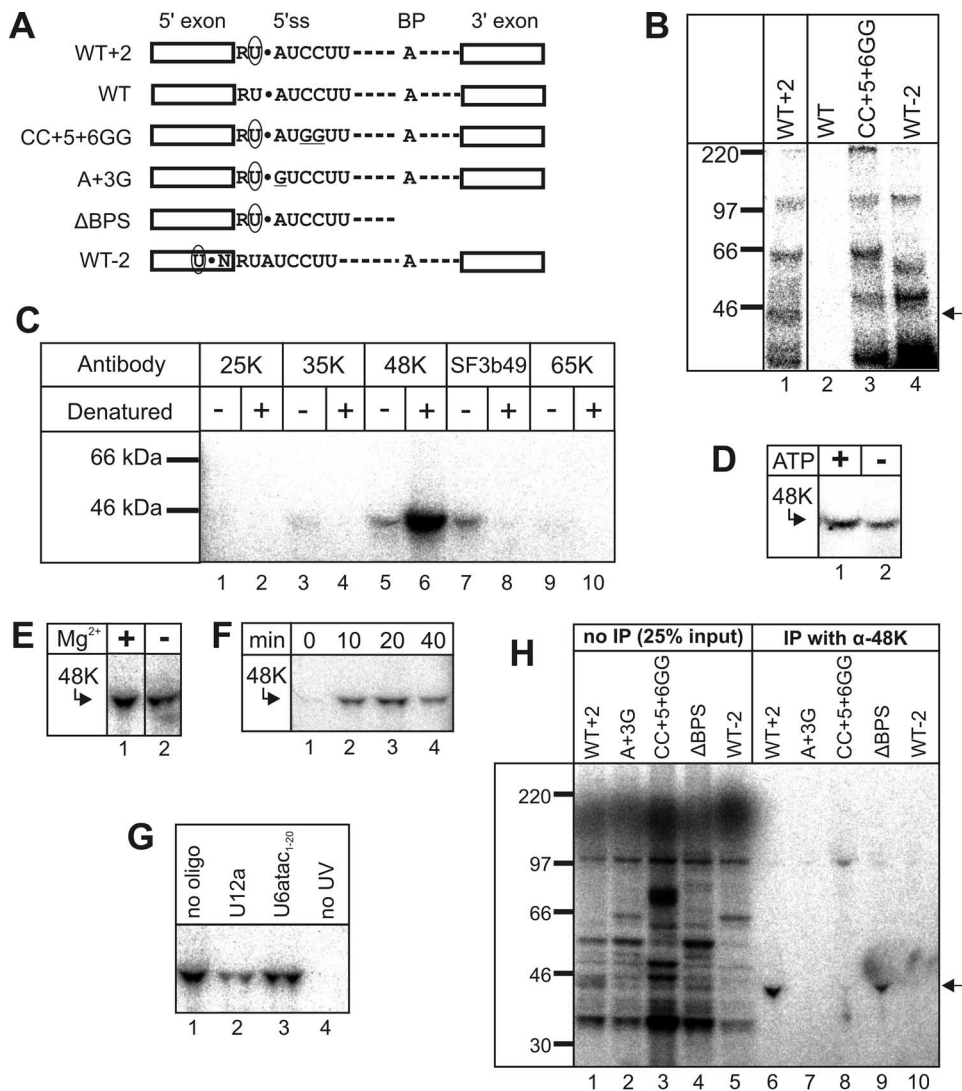 A
5' exon 5'ss BP 3' exon
WT+2 RU•AUCCUU----A----
WT RU•AUCCUU----A----
CC+5+6GG RU•AUGGUU----A----
A+3G RU•GUCCUU----A----
ΔBPS RU•AUCCUU----
WT-2 U•N RUAUCCUU----A----
B
WT+2 WT CC+5+6GG WT-2
220
97
66
46
1 2 3 4
C
Antibody 25K 35K 48K SF3b49 65K
Denatured - + - + - + - + - +
66 kDa
46 kDa
1 2 3 4 5 6 7 8 9 10
D
ATP + -
48K
1 2
E
Mg2+ + -
48K
1 2
F
min 0 10 20 40
48K
1 2 3 4
G
no oligo U12a U6atac1-20 no UV
1 2 3 4
H
no IP (25% input) IP with α-48K
WT+2 A+3G CC+5+6GG ΔBPS WT-2 WT+2 A+3G CC+5+6GG ΔBPS WT-2
220
97
66
46
30
1 2 3 4 5 6 7 8 9 10